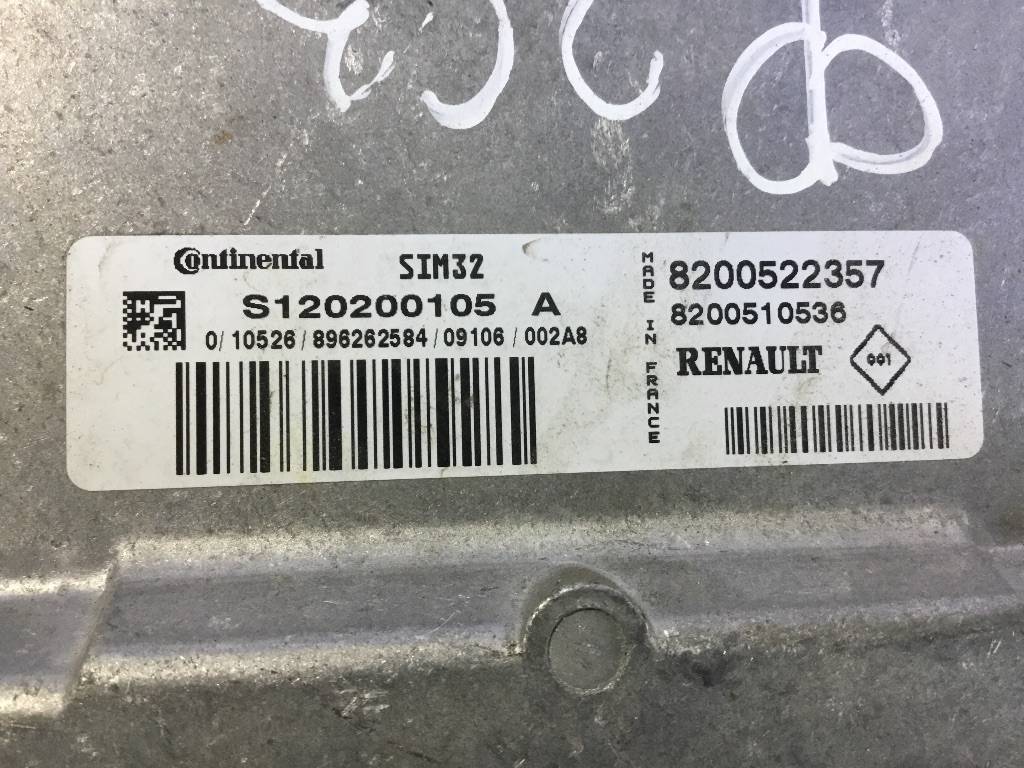 Continental SIM32
S120200105 A
0/ 10526 / 896262584 / 09106 / 002A8
MADE IN FRANCE
8200522357
8200510536
RENAULT